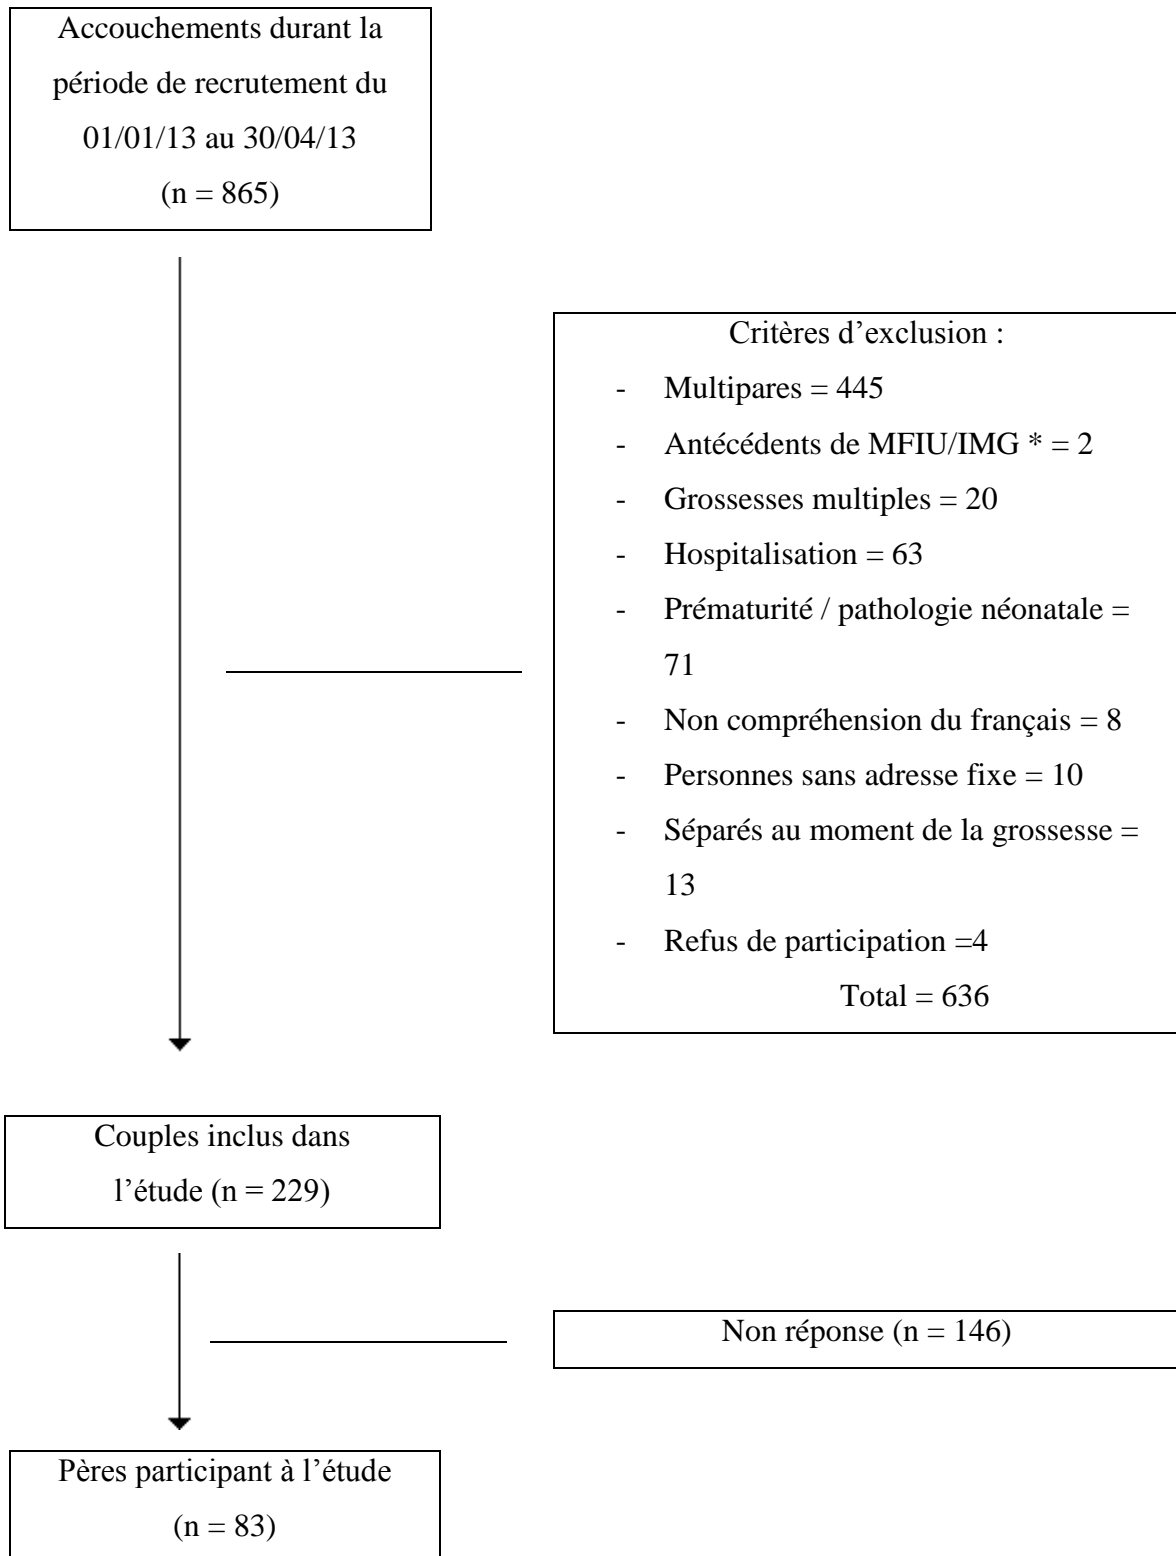 Accouchements durant la
période de recrutement du
01/01/13 au 30/04/13
(n = 865)
Critères d’exclusion :
- Multipares = 445
- Antécédents de MFIU/IMG * = 2
- Grossesses multiples = 20
- Hospitalisation = 63
- Prématurité / pathologie néonatale =
71
- Non compréhension du français = 8
- Personnes sans adresse fixe = 10
- Séparés au moment de la grossesse =
13
- Refus de participation =4
Total = 636
Couples inclus dans
l’étude (n = 229)
Non réponse (n = 146)
Pères participant à l’étude
(n = 83)